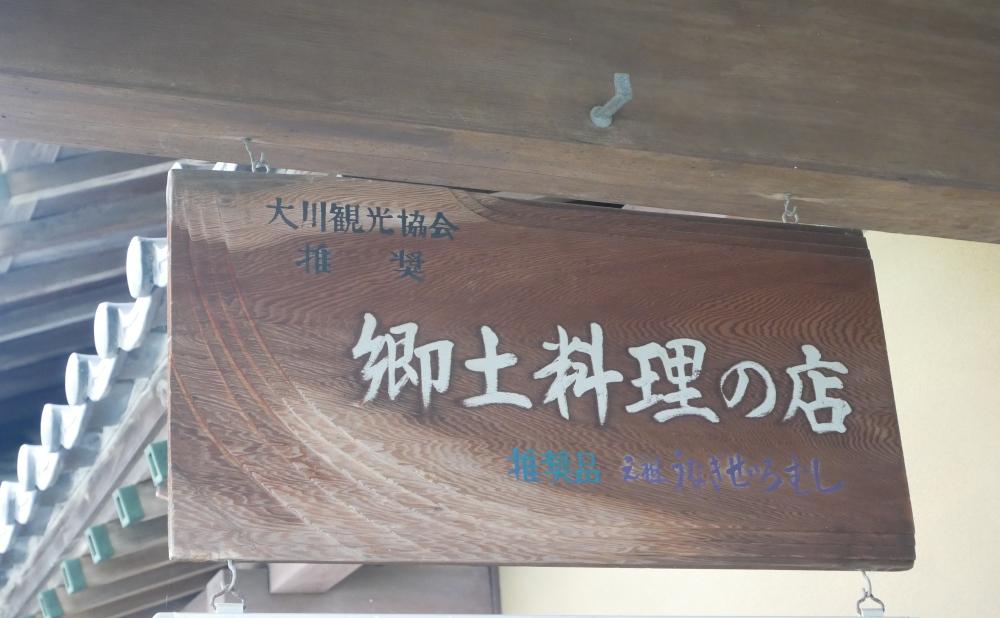 大川観光協会
推奨
郷土料理の店
推奨品 元祖うなぎせいろむし